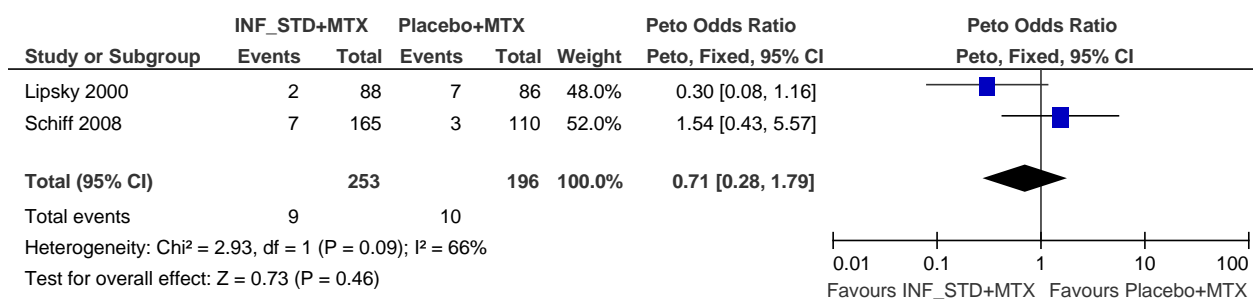 INF_STD+MTX Placebo+MTX Peto Odds Ratio Peto Odds Ratio
Study or Subgroup Events Total Events Total Weight Peto, Fixed, 95% CI Peto, Fixed, 95% CI
Lipsky 2000 2 88 7 86 48.0% 0.30 [0.08, 1.16]
Schiff 2008 7 165 3 110 52.0% 1.54 [0.43, 5.57]
Total (95% CI) 253 196 100.0% 0.71 [0.28, 1.79]
Total events 9 10
Heterogeneity: Chi² = 2.93, df = 1 (P = 0.09); I² = 66%
Test for overall effect: Z = 0.73 (P = 0.46)
0.01 0.1 1 10 100
Favours INF_STD+MTX Favours Placebo+MTX